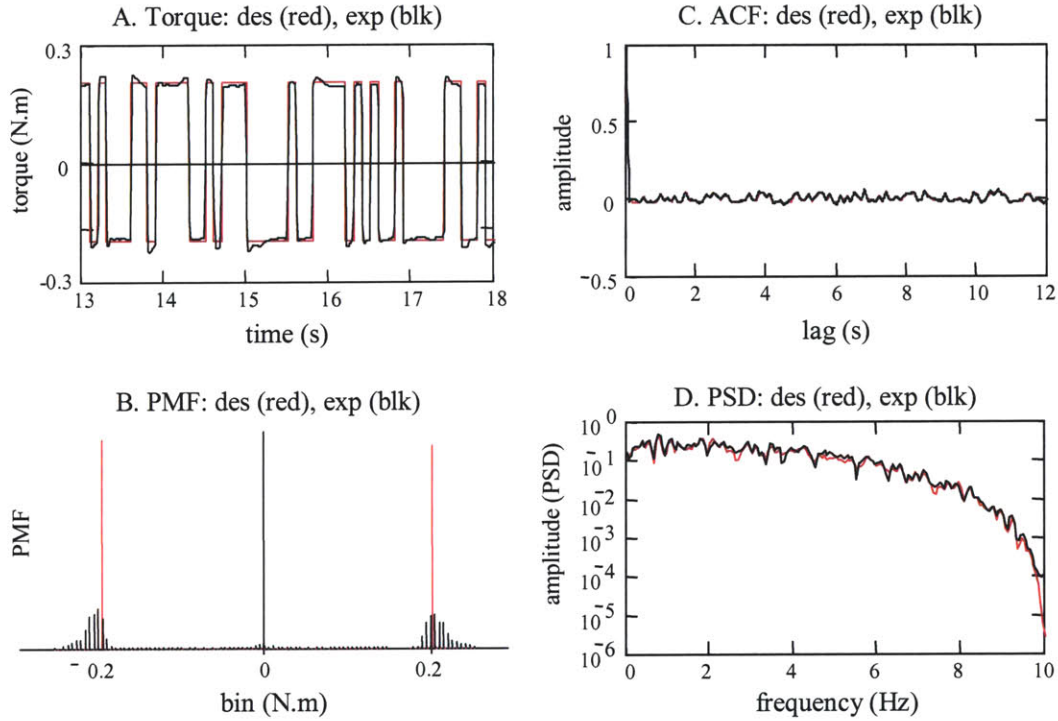 A. Torque: des (red), exp (blk)
0.3
0
-0.3
torque (N.m)
13 14 15 16 17 18
time (s)
C. ACF: des (red), exp (blk)
1
0.5
0
-0.5
amplitude
0 2 4 6 8 10 12
lag (s)
B. PMF: des (red), exp (blk)
PMF
-0.2 0 0.2
bin (N.m)
D. PSD: des (red), exp (blk)
10^0
10^-1
10^-2
10^-3
10^-4
10^-5
10^-6
amplitude (PSD)
0 2 4 6 8 10
frequency (Hz)